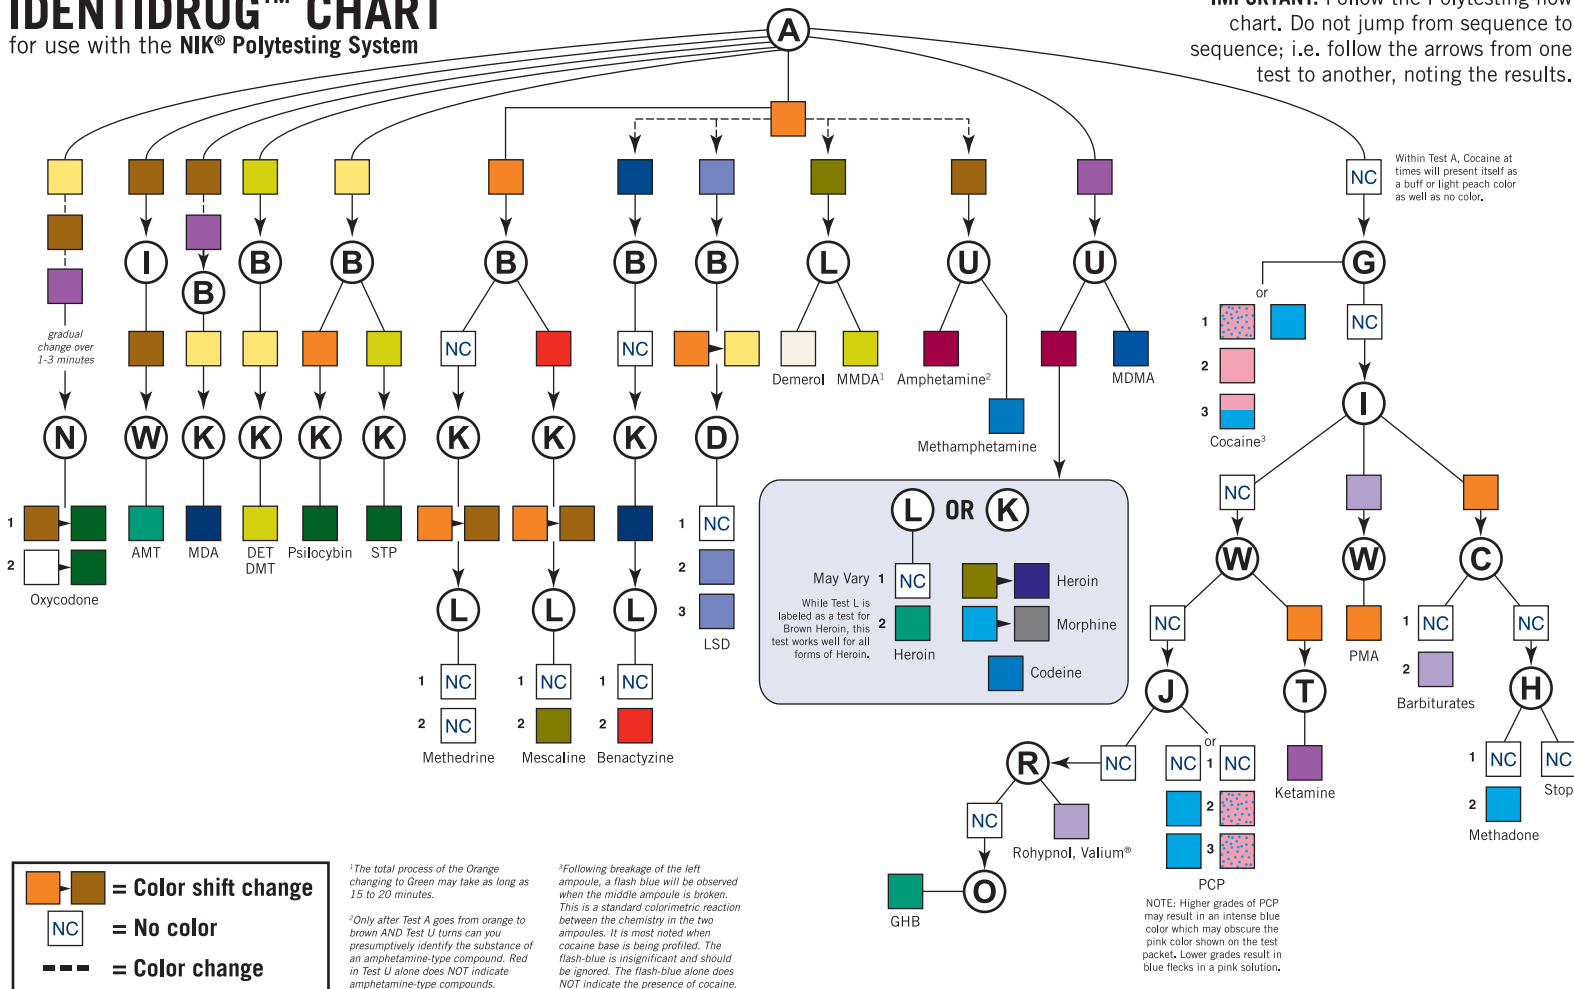 IDENTIDRUG™ CHART
for use with the NIK® Polytesting System
IMPORTANT: Follow the Polytesting flow
chart. Do not jump from sequence to
sequence; i.e. follow the arrows from one
test to another, noting the results.
A
NC
Within Test A, Cocaine at
times will present itself as
a buff or light peach color
as well as no color.
I
B
B
B
B
B
B
L
U
U
G
gradual
change over
1-3 minutes
or
1
NC
NC
NC
2
3
Cocaine³
Demerol
MMDA¹
Amphetamine²
MDMA
I
Methamphetamine
N
W
K
K
K
K
K
K
K
D
NC
L OR K
1
2
Oxycodone
AMT
MDA
DET
DMT
Psilocybin
STP
1
NC
2
3
LSD
W
W
C
May Vary
1
NC
Heroin
While Test L is
labeled as a test for
Brown Heroin, this
test works well for all
forms of Heroin.
2
Heroin
Morphine
Codeine
L
L
L
NC
PMA
1
NC
2
Barbiturates
NC
1
NC
2
NC
Methedrine
1
NC
2
Mescaline
1
NC
2
Benactyzine
J
T
H
R
NC
or
NC
1
NC
2
3
PCP
Ketamine
1
NC
NC
Stop
2
Methadone
NC
Rohypnol, Valium®
O
GHB
NOTE: Higher grades of PCP
may result in an intense blue
color which may obscure the
pink color shown on the test
packet. Lower grades result in
blue flecks in a pink solution.
= Color shift change
NC
= No color
= Color change
¹The total process of the Orange
changing to Green may take as long as
15 to 20 minutes.
²Only after Test A goes from orange to
brown AND Test U turns can you
presumptively identify the substance of
an amphetamine-type compound. Red
in Test U alone does NOT indicate
amphetamine-type compounds.
³Following breakage of the left
ampoule, a flash blue will be observed
when the middle ampoule is broken.
This is a standard colorimetric reaction
between the chemistry in the two
ampoules. It is most noted when
cocaine base is being profiled. The
flash-blue is insignificant and should
be ignored. The flash-blue alone does
NOT indicate the presence of cocaine.